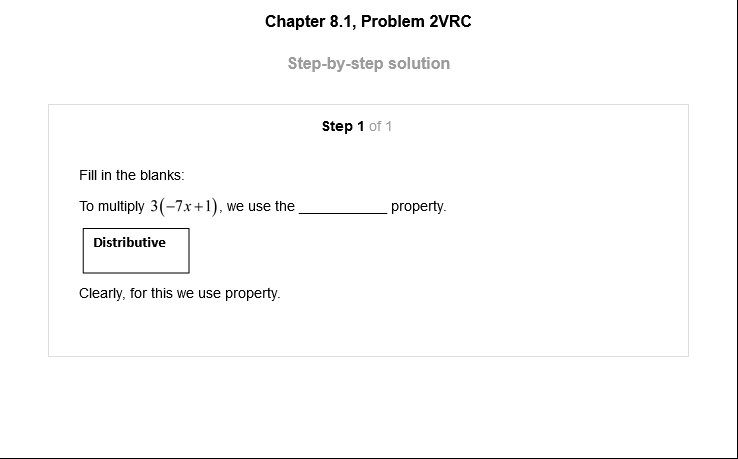 Chapter 8.1, Problem 2VRC
Step-by-step solution
Step 1 of 1
Fill in the blanks:
To multiply 3(−7x+1), we use the ___________ property.
Distributive
Clearly, for this we use property.